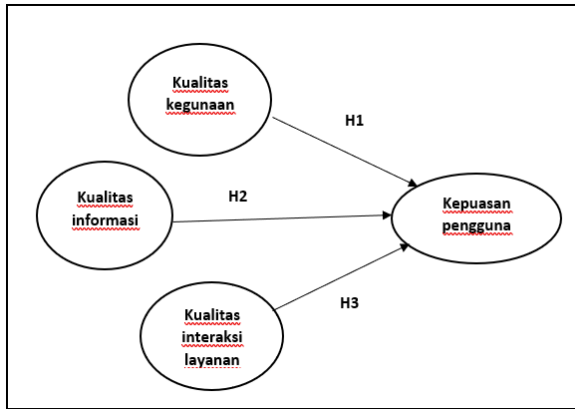 Kualitas
kegunaan
H1
Kualitas
informasi
H2
Kepuasan
pengguna
Kualitas
interaksi
layanan
H3